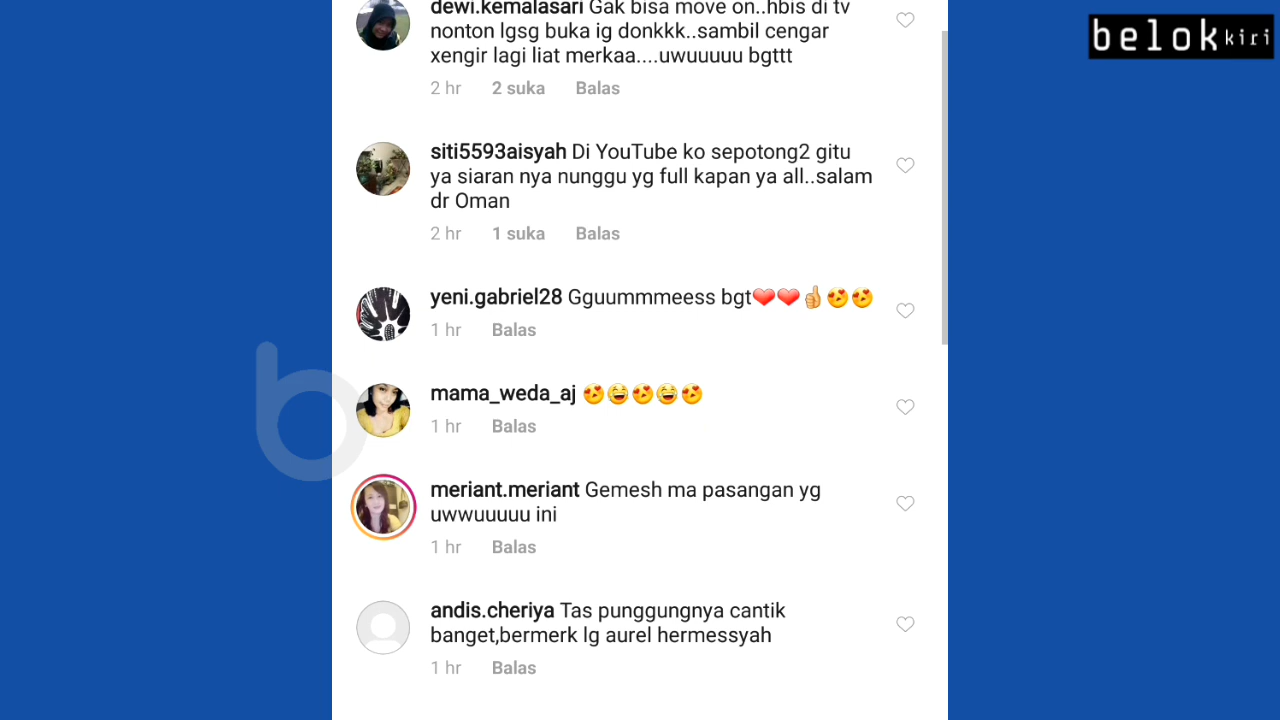 belokkiri
dewi.kemalasari Gak bisa move on..hbis di tv
nonton lgsg buka ig donkkk..sambil cengar
xengir lagi liat merkaa....uwuuuuu bgttt
2 hr 2 suka Balas
siti5593aisyah Di YouTube ko sepotong2 gitu
ya siaran nya nunggu yg full kapan ya all..salam
dr Oman
2 hr 1 suka Balas
yeni.gabriel28 Gguummmeess bgt❤❤👍😍😍
1 hr Balas
mama_weda_aj 😍😂😍😂😍
1 hr Balas
meriant.meriant Gemesh ma pasangan yg
uwwuuuuu ini
1 hr Balas
andis.cheriya Tas punggungnya cantik
banget,bermerk lg aurel hermessyah
1 hr Balas
b